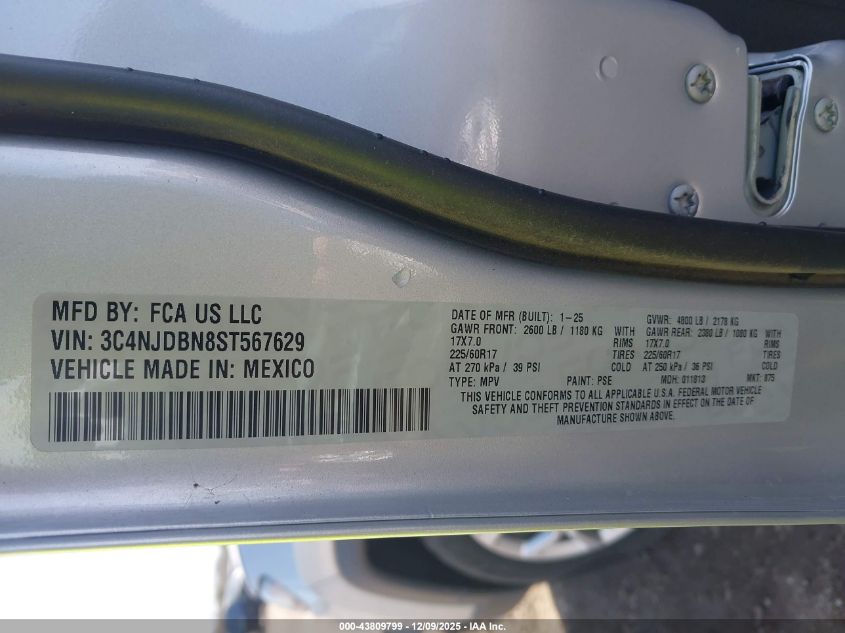 MFD BY: FCA US LLC
VIN: 3C4NJDBN8ST567629
VEHICLE MADE IN: MEXICO
DATE OF MFR (BUILT): 1-25 GVWR: 4800 LB / 2178 KG
GAWR FRONT: 2600 LB / 1180 KG GAWR REAR: 2380 LB / 1080 KG
17X7.0 RIMS 17X7.0 RIMS
225/60R17 TIRES 225/60R17 TIRES
AT 270 kPa / 39 PSI COLD AT 250 kPa / 36 PSI COLD
TYPE: MPV PAINT: PSE MDH: 011813 MKT: 875
THIS VEHICLE CONFORMS TO ALL APPLICABLE U.S.A. FEDERAL MOTOR VEHICLE
SAFETY AND THEFT PREVENTION STANDARDS IN EFFECT ON THE DATE OF
MANUFACTURE SHOWN ABOVE.
000-43809799 — 12/09/2025 — IAA Inc.